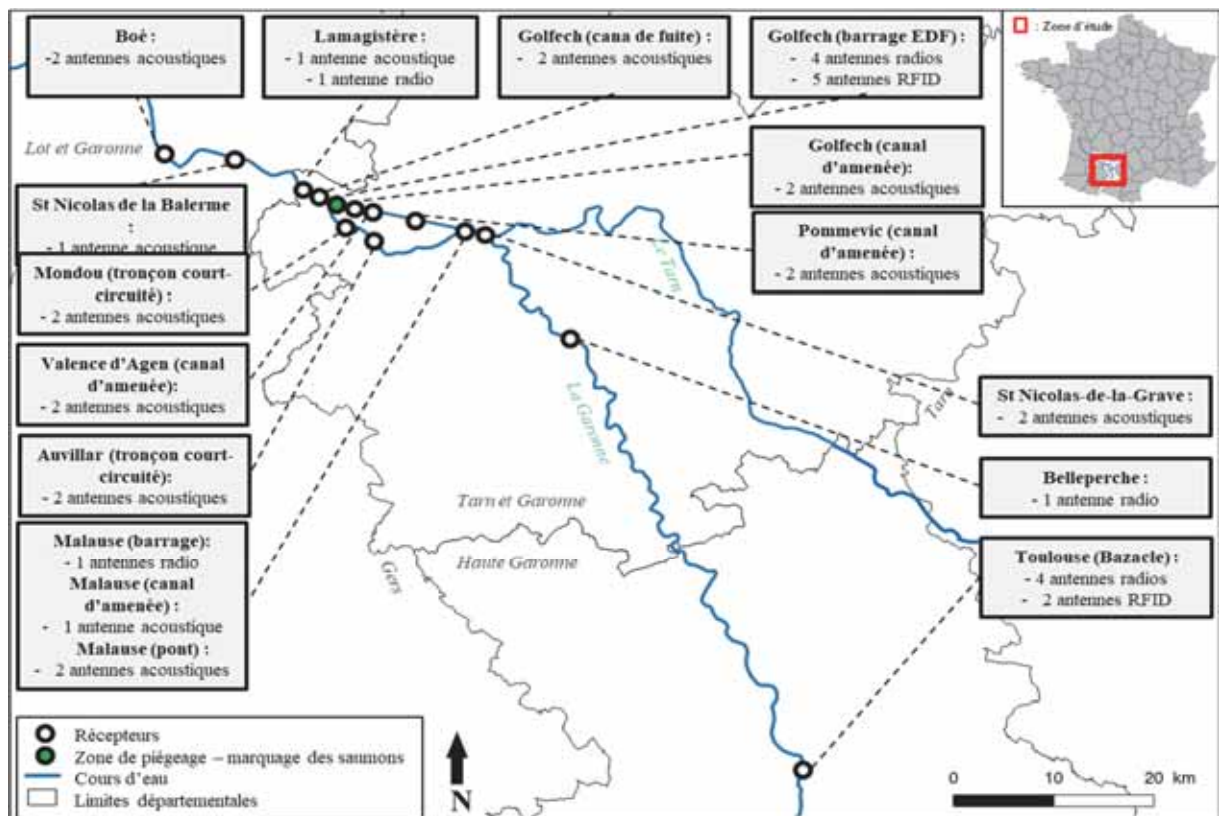 Boè :
-2 antennes acoustiques
Lamagistère :
- 1 antenne acoustique
- 1 antenne radio
Golfech (cana de fuite) :
- 2 antennes acoustiques
Golfech (barrage EDF) :
- 4 antennes radios
- 5 antennes RFID
: Zone d'étude
Lot et Garonne
Golfech (canal
d'amenée):
- 2 antennes acoustiques
St Nicolas de la Balerme
:
- 1 antenne acoustique
Pommevic (canal
d'amenée) :
- 2 antennes acoustiques
Mondou (tronçon court-
circuité) :
- 2 antennes acoustiques
Le Tarn
Valence d'Agen (canal
d'amenée):
- 2 antennes acoustiques
La Garonne
Tarn
St Nicolas-de-la-Grave :
- 2 antennes acoustiques
Auvillar (tronçon court-
circuité) :
- 2 antennes acoustiques
Belleperche :
- 1 antenne radio
Tarn et Garonne
Haute Garonne
Gers
Malause (barrage):
- 1 antennes radio
Malause (canal
d'amenée) :
- 1 antenne acoustique
Malause (pont) :
- 2 antennes acoustiques
Toulouse (Bazacle) :
- 4 antennes radios
- 2 antennes RFID
Récepteurs
Zone de piégeage – marquage des saumons
Cours d'eau
Limites départementales
N
0 10 20 km